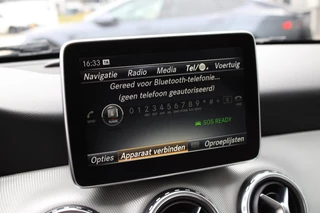 16:33
Navigatie Radio Media Tel/ Voertuig
Gereed voor Bluetooth-telefonie...
(geen telefoon geautoriseerd)
0 1 2 3 4 5 6 7 8 9 * # +
SOS READY
Opties Apparaat verbinden Oproeplijsten